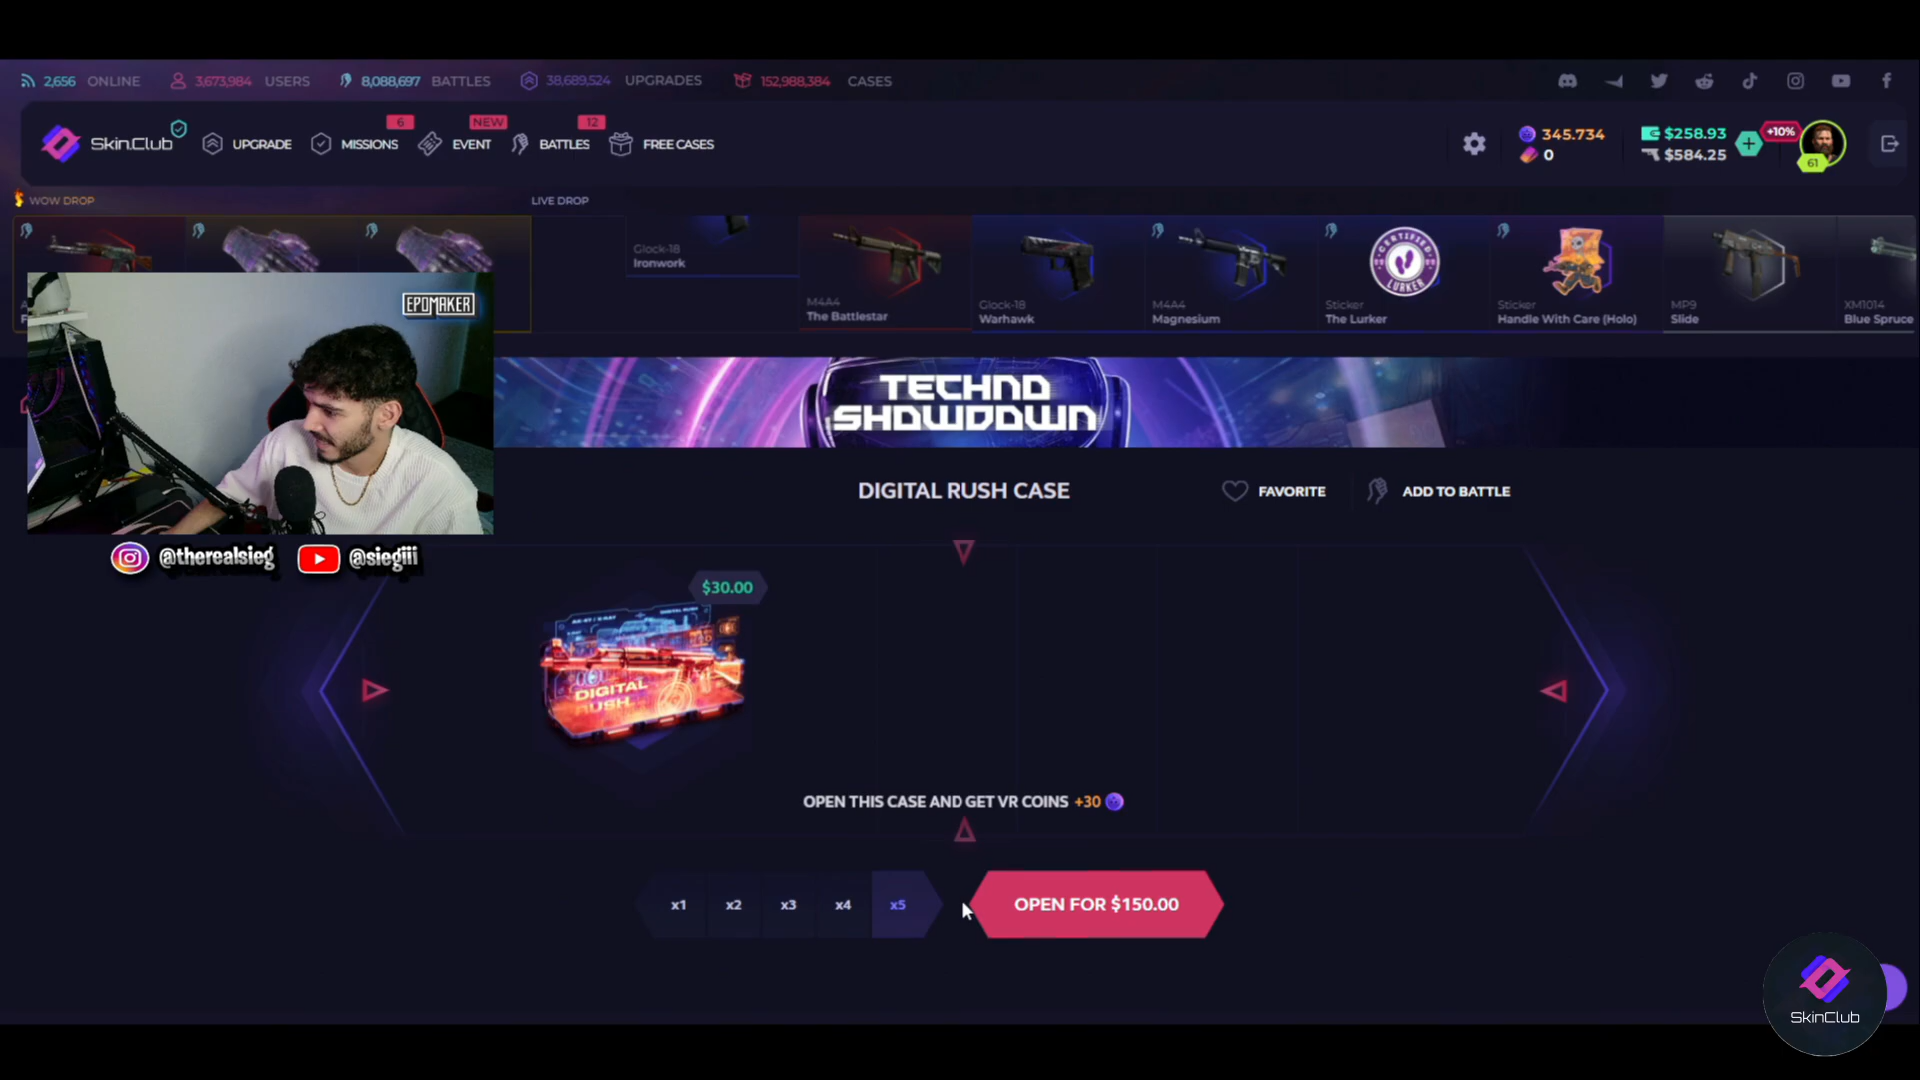 2,656 ONLINE 3,673,984 USERS 8,088,697 BATTLES 38,689,524 UPGRADES 152,988,384 CASES
Skin.Club UPGRADE 6 MISSIONS NEW EVENT 12 BATTLES FREE CASES
345.734
0
$258.93
$584.25
+10%
61
WOW DROP
LIVE DROP
Glock-18
Ironwork
M4A4
The Battlestar
Glock-18
Warhawk
M4A4
Magnesium
CERTIFIED
LURKER
Sticker
The Lurker
Sticker
Handle With Care (Holo)
MP9
Slide
XM1014
Blue Spruce
EPOMAKER
TECHNO
SHOWDOWN
DIGITAL RUSH CASE
FAVORITE
ADD TO BATTLE
@therealsieg @siegiii
$30.00
DIGITAL
RUSH
OPEN THIS CASE AND GET VR COINS +30
x1 x2 x3 x4 x5
OPEN FOR $150.00
SkinClub